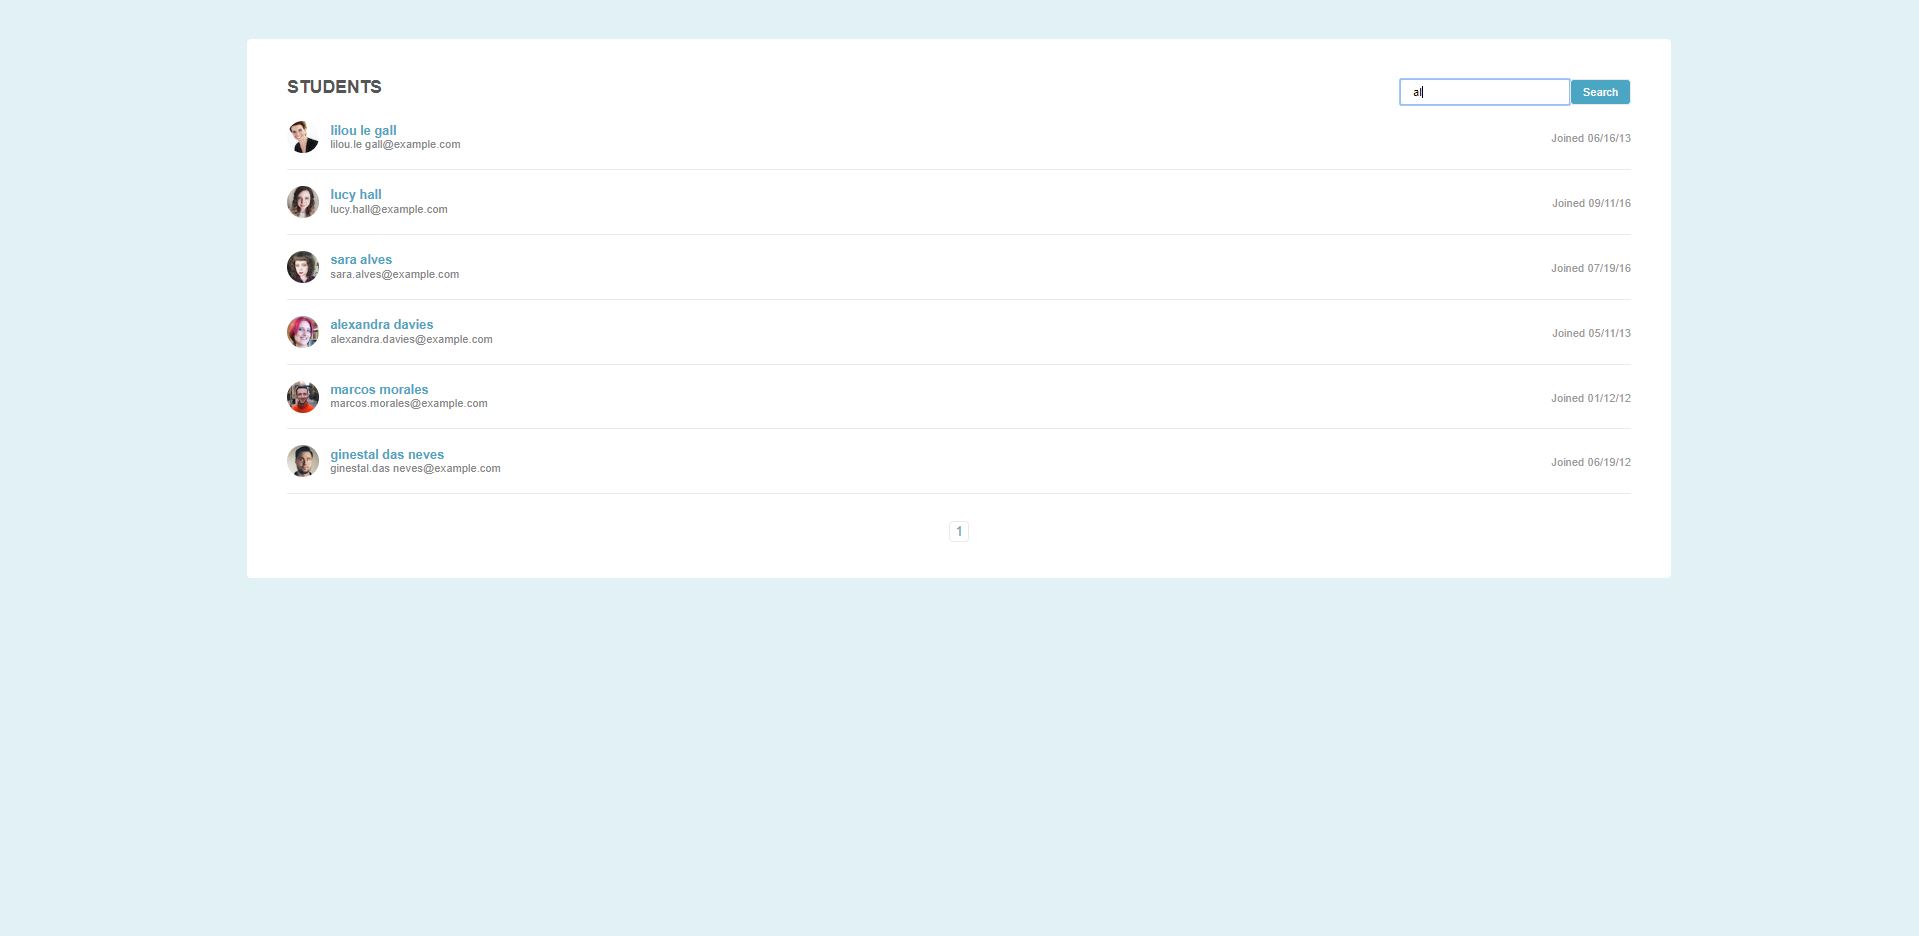 STUDENTS
al
Search
lilou le gall
lilou.le gall@example.com
Joined 06/16/13
lucy hall
lucy.hall@example.com
Joined 09/11/16
sara alves
sara.alves@example.com
Joined 07/19/16
alexandra davies
alexandra.davies@example.com
Joined 05/11/13
marcos morales
marcos.morales@example.com
Joined 01/12/12
ginestal das neves
ginestal.das neves@example.com
Joined 06/19/12
1